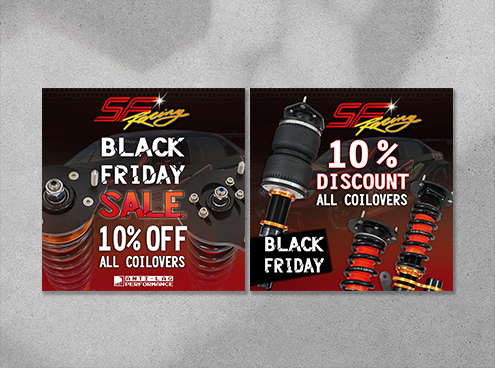 SF
Racing
BLACK
FRIDAY
SALE
10% OFF
ALL COILOVERS
ANTI-LAG
PERFORMANCE
SF
Racing
10%
DISCOUNT
ALL COILOVERS
BLACK
FRIDAY